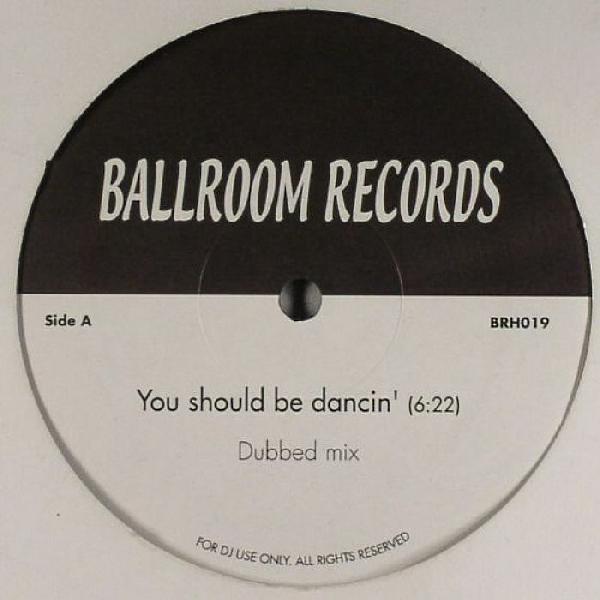 BALLROOM RECORDS
Side A
BRH019
You should be dancin' (6:22)
Dubbed mix
FOR DJ USE ONLY. ALL RIGHTS RESERVED